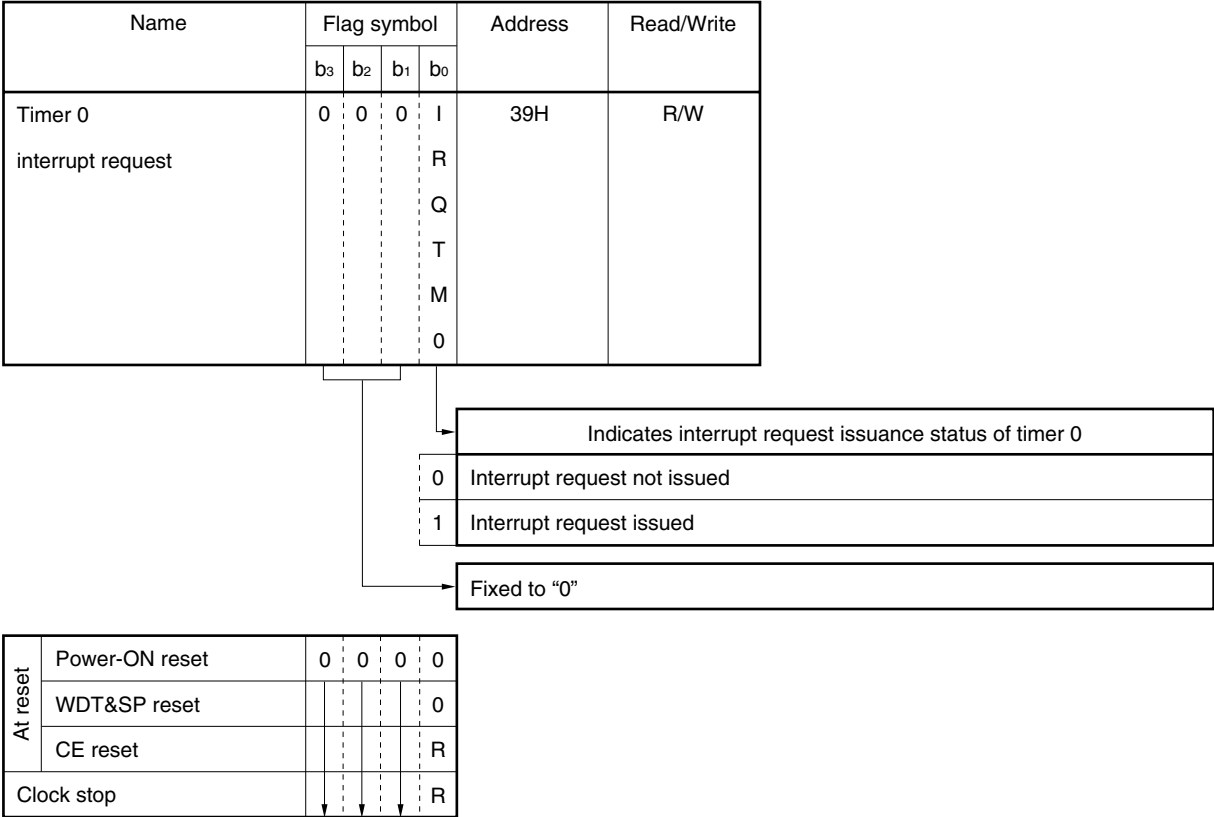 Name Flag symbol Address Read/Write
b3 b2 b1 b0
Timer 0 0 0 0 I 39H R/W
interrupt request R
Q
T
M
0
Indicates interrupt request issuance status of timer 0
0 Interrupt request not issued
1 Interrupt request issued
Fixed to “0”
At reset
Power-ON reset 0 0 0 0
WDT&SP reset 0
CE reset R
Clock stop R